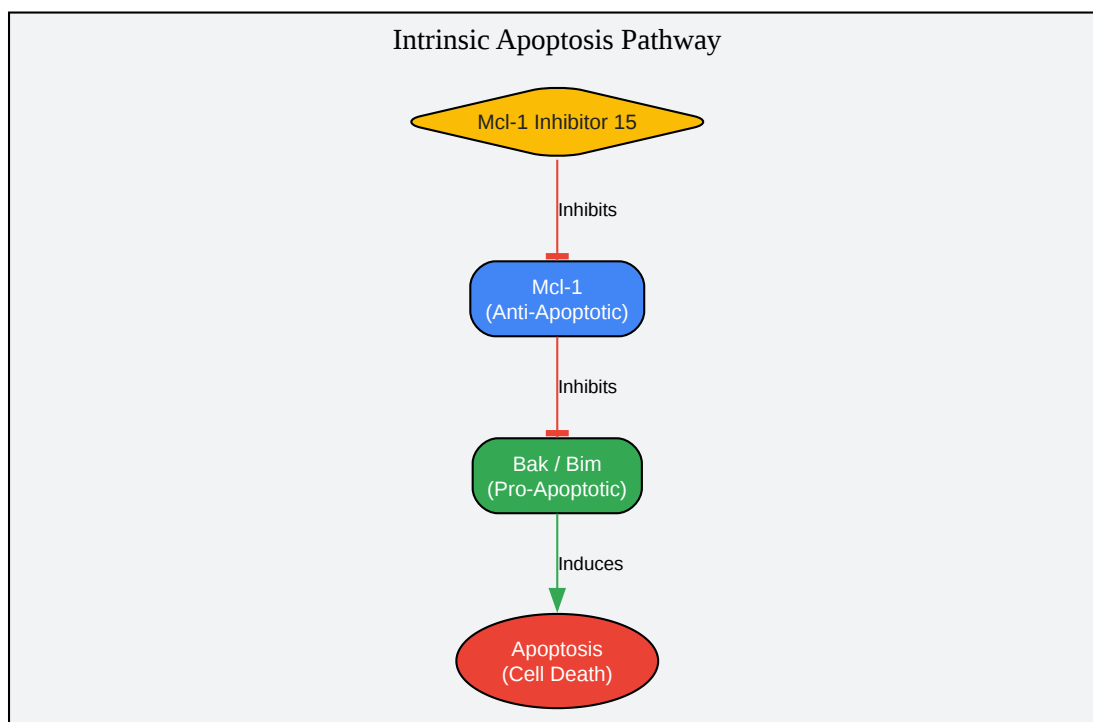 Intrinsic Apoptosis Pathway
Mcl-1 Inhibitor 15
Inhibits
Mcl-1
(Anti-Apoptotic)
Inhibits
Bak / Bim
(Pro-Apoptotic)
Induces
Apoptosis
(Cell Death)